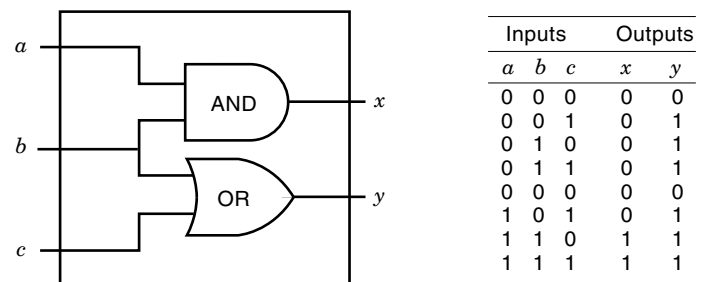 a
b
c
AND
OR
x
y
Inputs Outputs
a b c x y
0 0 0 0 0
0 0 1 0 1
0 1 0 0 1
0 1 1 0 1
0 0 0 0 0
1 0 1 0 1
1 1 0 1 1
1 1 1 1 1